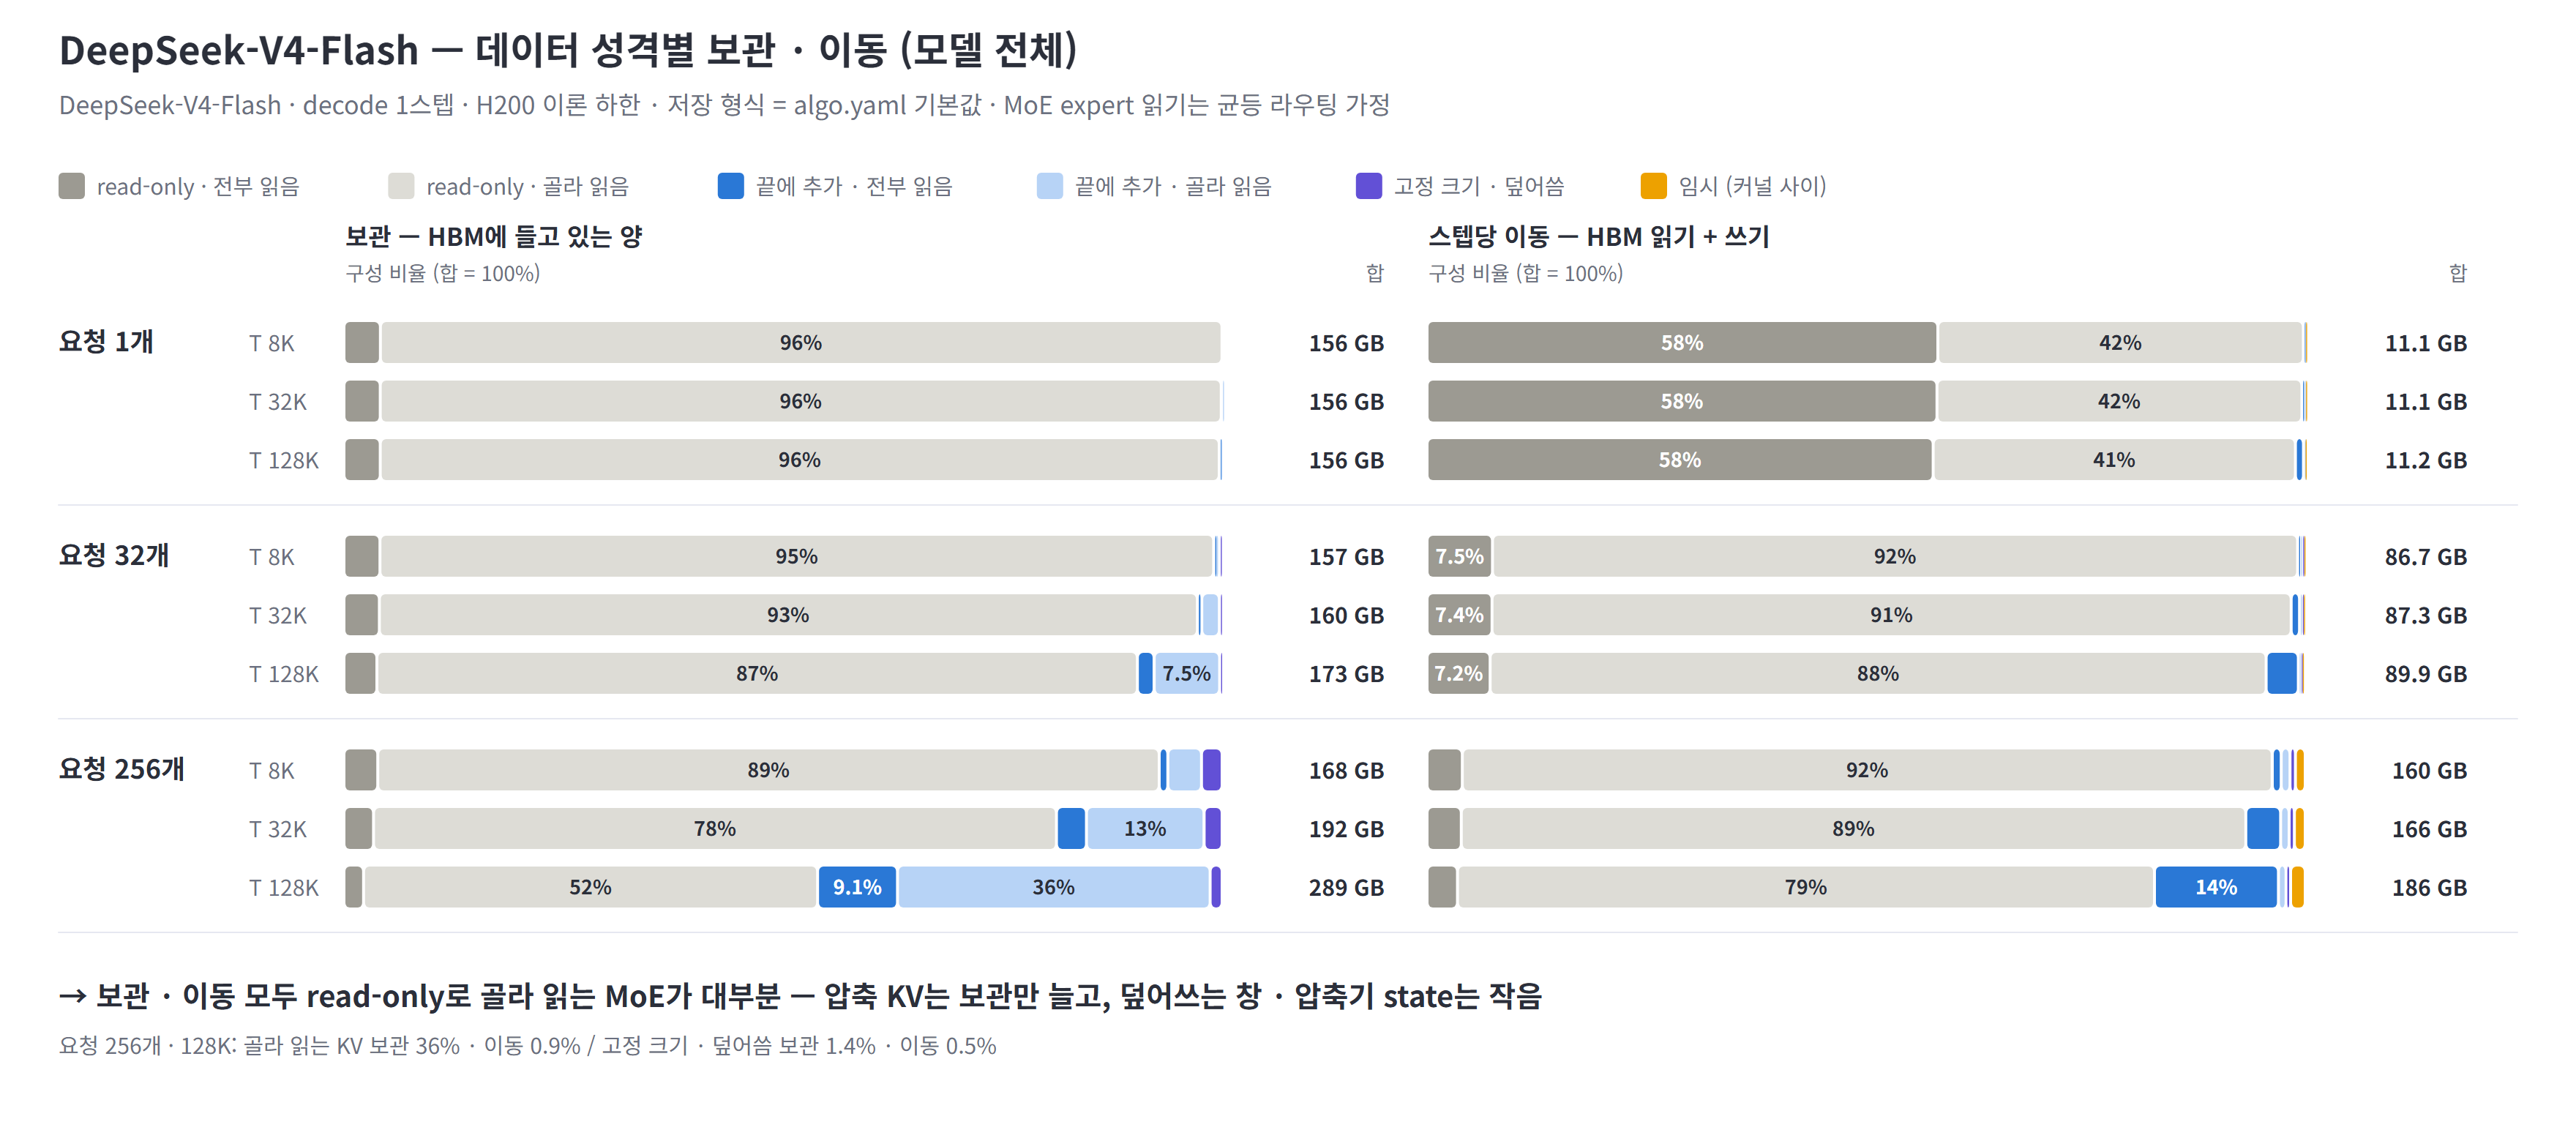 DeepSeek-V4-Flash — 데이터 성격별 보관 · 이동 (모델 전체)
DeepSeek-V4-Flash · decode 1스텝 · H200 이론 하한 · 저장 형식 = algo.yaml 기본값 · MoE expert 읽기는 균등 라우팅 가정
read-only · 전부 읽음 read-only · 골라 읽음 끝에 추가 · 전부 읽음 끝에 추가 · 골라 읽음 고정 크기 · 덮어씀 임시 (커널 사이)
보관 — HBM에 들고 있는 양 스텝당 이동 — HBM 읽기 + 쓰기
구성 비율 (합 = 100%) 합 구성 비율 (합 = 100%) 합
요청 1개 T 8K 96% 156 GB 58% 42% 11.1 GB
T 32K 96% 156 GB 58% 42% 11.1 GB
T 128K 96% 156 GB 58% 41% 11.2 GB
요청 32개 T 8K 95% 157 GB 7.5% 92% 86.7 GB
T 32K 93% 160 GB 7.4% 91% 87.3 GB
T 128K 87% 7.5% 173 GB 7.2% 88% 89.9 GB
요청 256개 T 8K 89% 168 GB 92% 160 GB
T 32K 78% 13% 192 GB 89% 166 GB
T 128K 52% 9.1% 36% 289 GB 79% 14% 186 GB
→ 보관 · 이동 모두 read-only로 골라 읽는 MoE가 대부분 — 압축 KV는 보관만 늘고, 덮어쓰는 창 · 압축기 state는 작음
요청 256개 · 128K: 골라 읽는 KV 보관 36% · 이동 0.9% / 고정 크기 · 덮어씀 보관 1.4% · 이동 0.5%